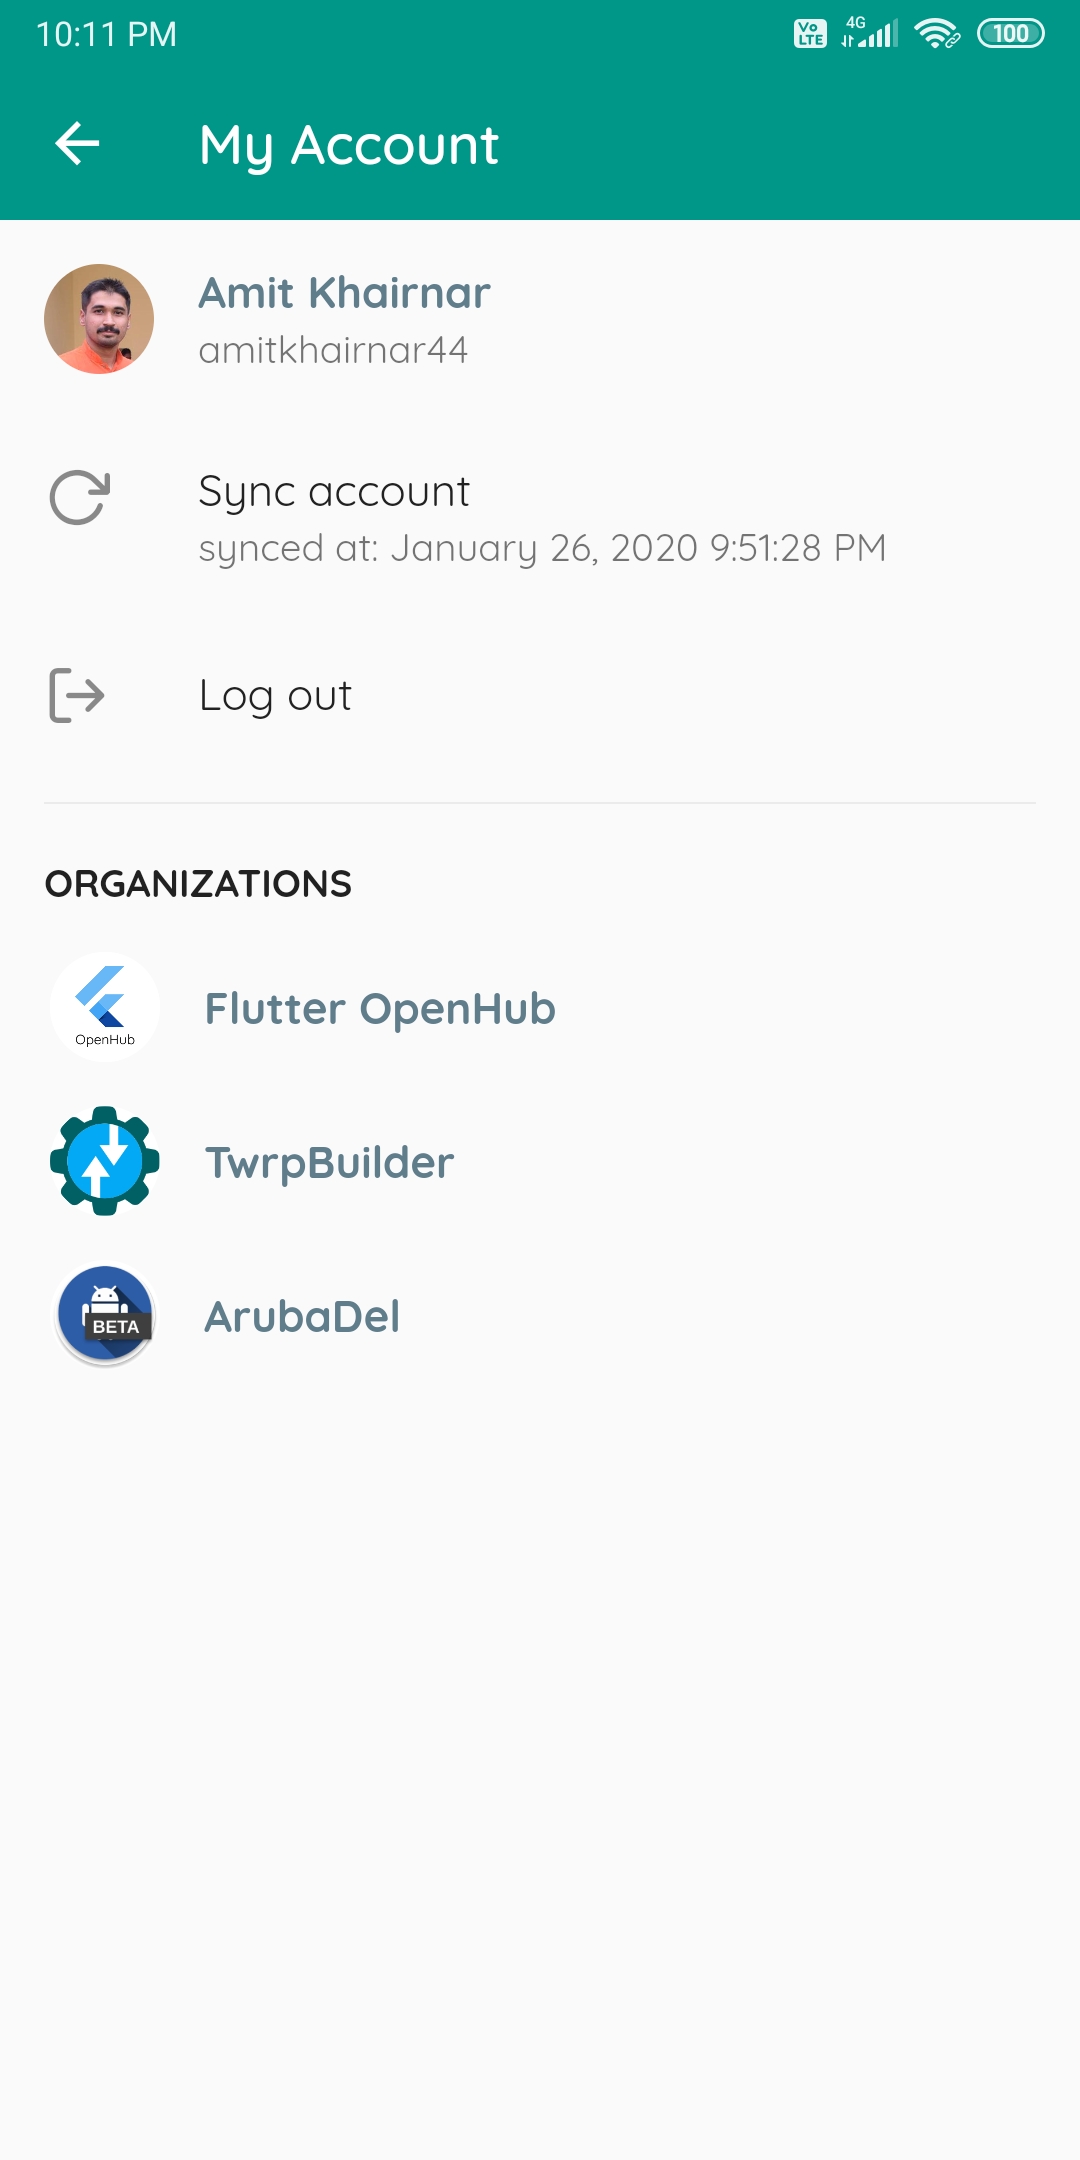 10:11 PM
Vo LTE
4G
100
My Account
Amit Khairnar
amitkhairnar44
Sync account
synced at: January 26, 2020 9:51:28 PM
Log out
ORGANIZATIONS
OpenHub
Flutter OpenHub
TwrpBuilder
BETA
ArubaDel